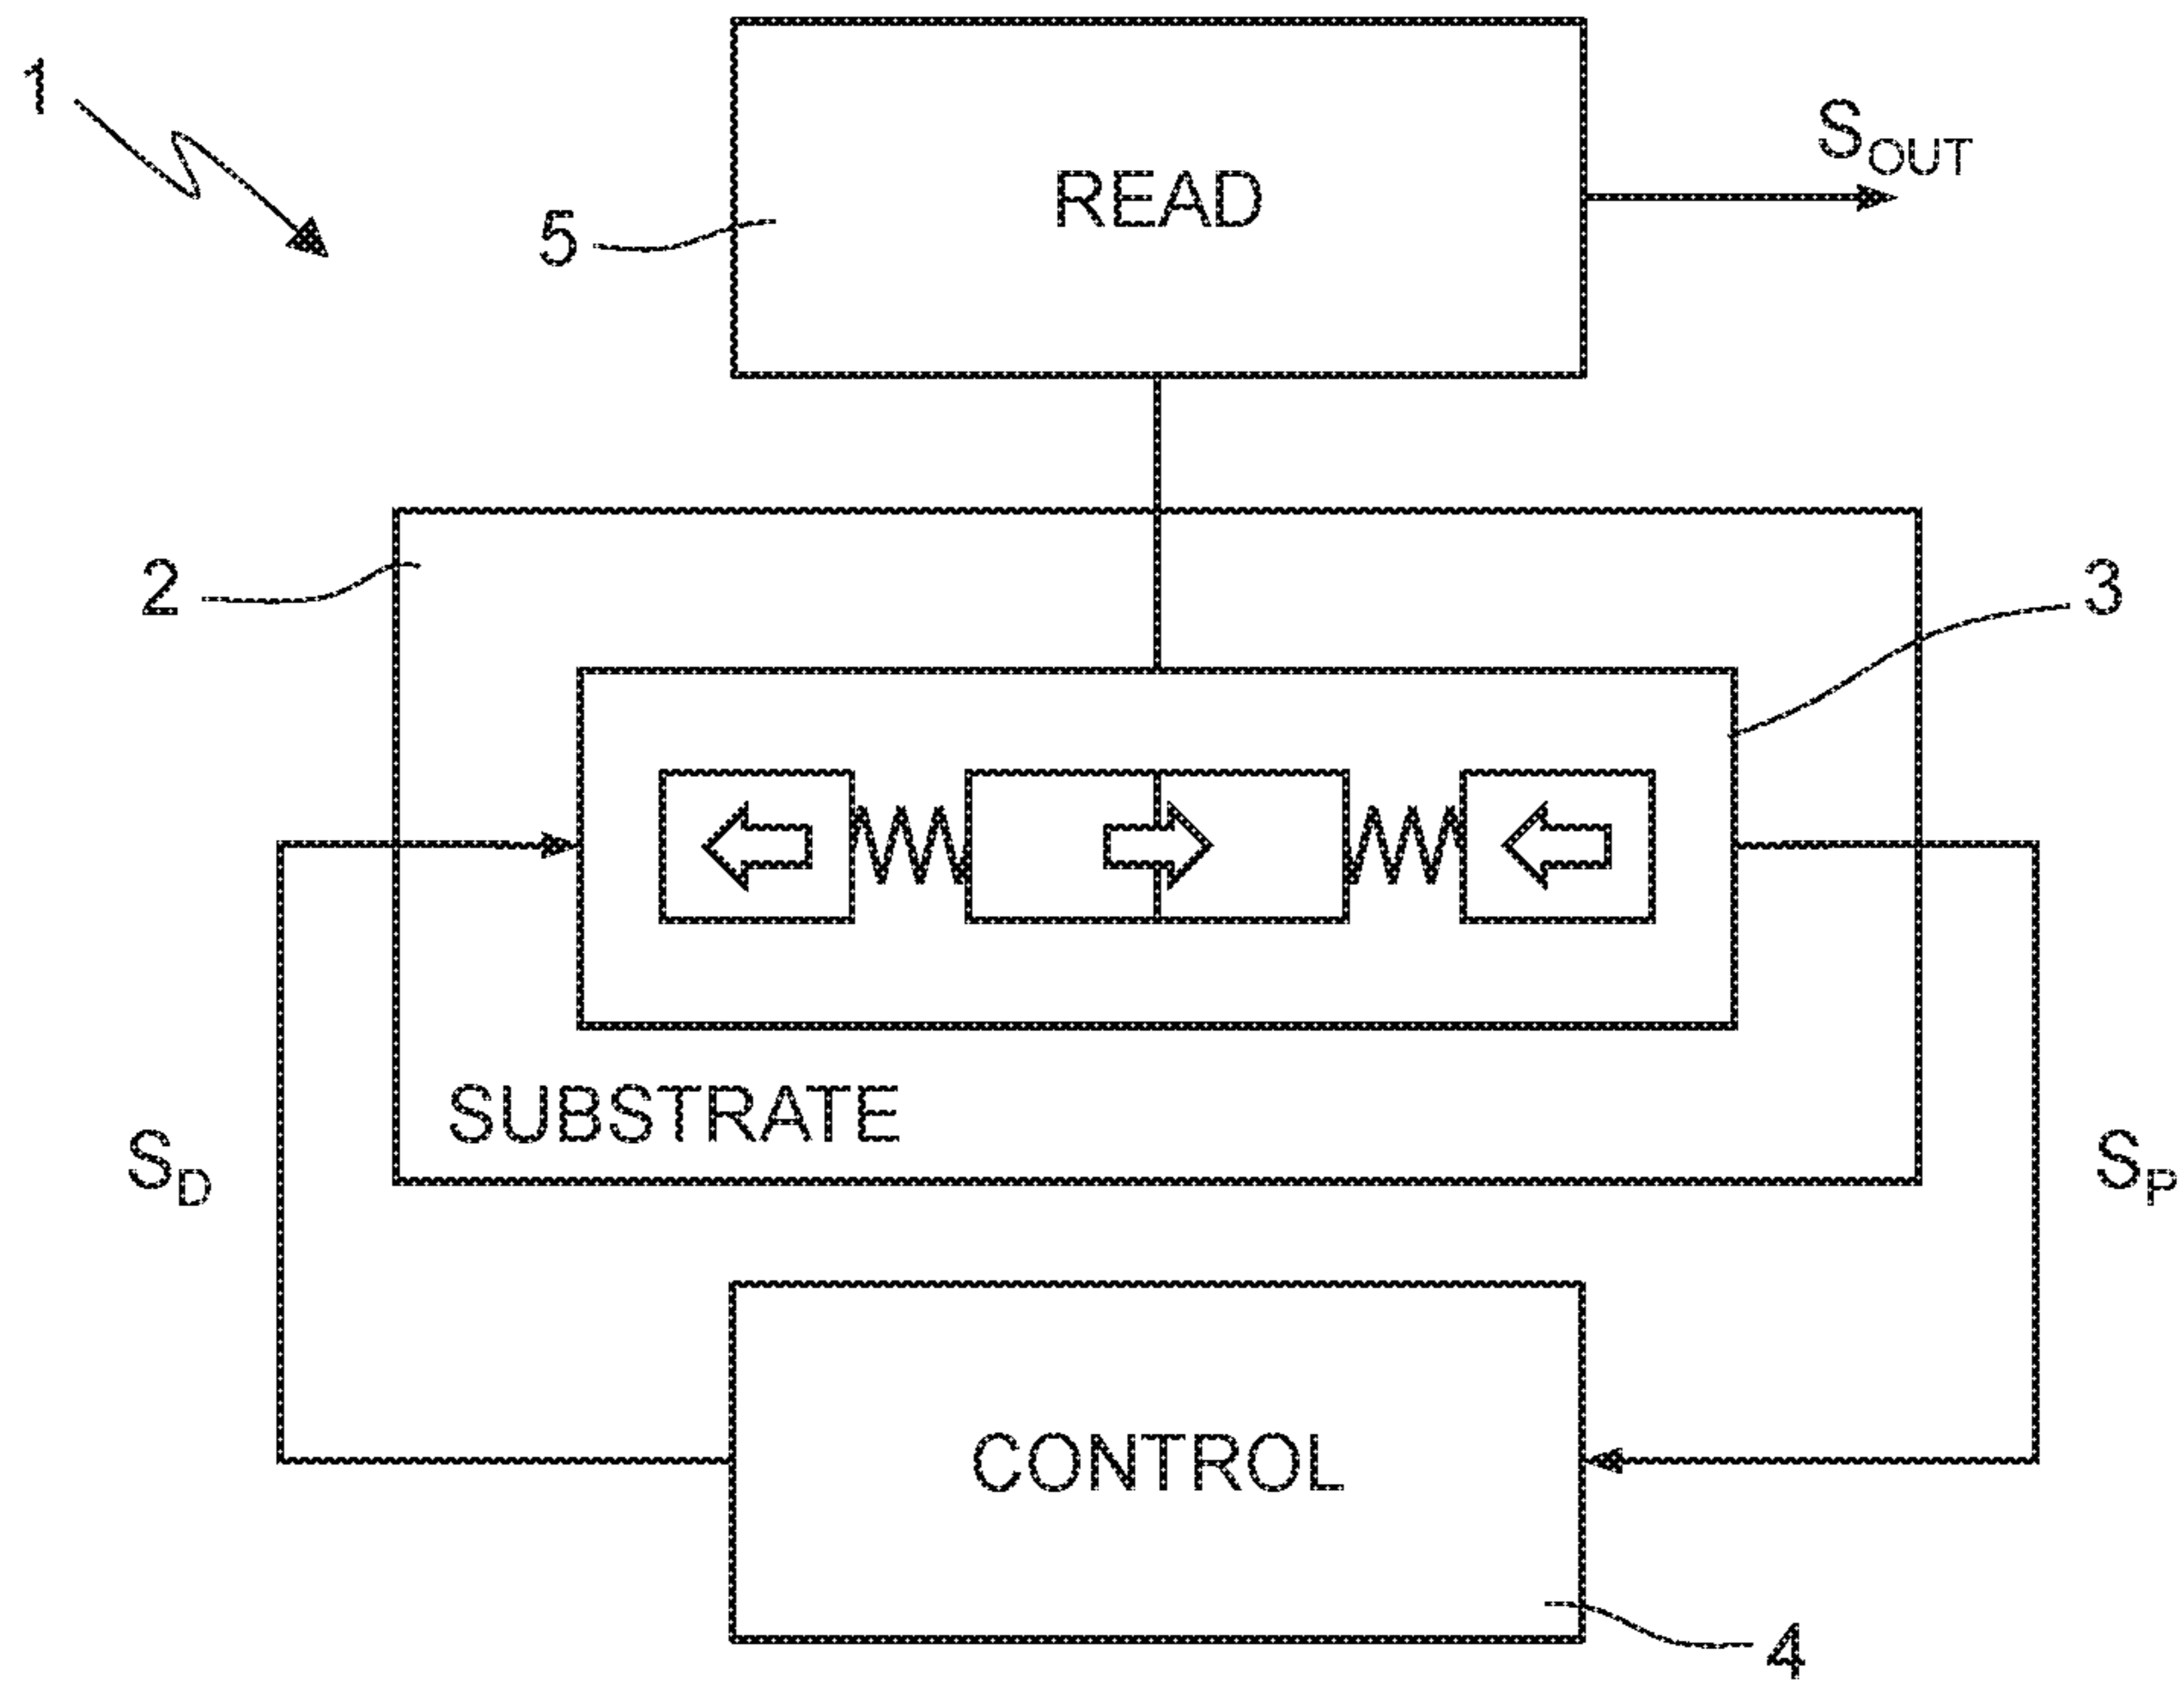 1
READ
S_OUT
5
2
3
SUBSTRATE
S_D
S_P
CONTROL
4